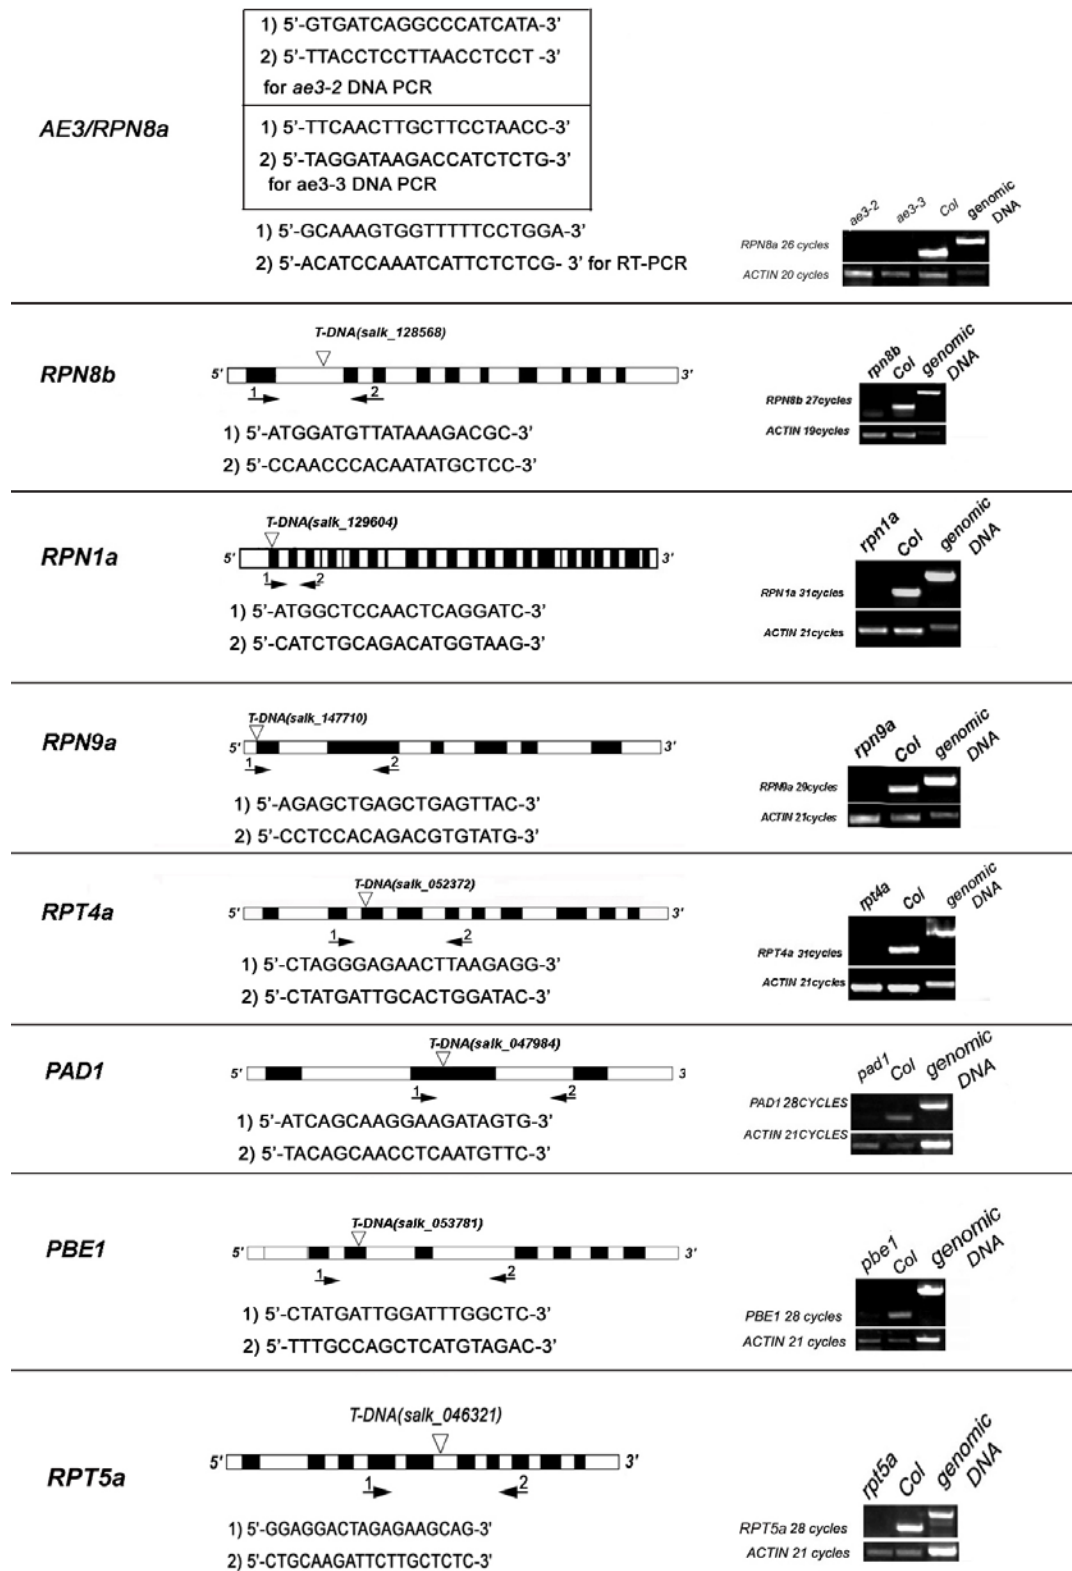 1) 5'-GTGATCAGGCCCATCATA-3'
2) 5'-TTACCTCCTTAACCTCCT -3'
for ae3-2 DNA PCR
AE3/RPN8a
1) 5'-TTCAACTTGCTTCCTAACC-3'
2) 5'-TAGGATAAGACCATCTCTG-3'
for ae3-3 DNA PCR
1) 5'-GCAAAGTGGTTTTTCCTGGA-3'
2) 5'-ACATCCAAATCATTCTCTCG- 3' for RT-PCR
ae3-2 ae3-3 Col genomic DNA
RPN8a 26 cycles
ACTIN 20 cycles
RPN8b
T-DNA(salk_128568)
5' 3'
1 2
1) 5'-ATGGATGTTATAAAGACGC-3'
2) 5'-CCAACCCACAATATGCTCC-3'
rpn8b Col genomic DNA
RPN8b 27cycles
ACTIN 19cycles
RPN1a
T-DNA(salk_129604)
5' 3'
1 2
1) 5'-ATGGCTCCAACTCAGGATC-3'
2) 5'-CATCTGCAGACATGGTAAG-3'
rpn1a Col genomic DNA
RPN1a 31cycles
ACTIN 21cycles
RPN9a
T-DNA(salk_147710)
5' 3'
1 2
1) 5'-AGAGCTGAGCTGAGTTAC-3'
2) 5'-CCTCCACAGACGTGTATG-3'
rpn9a Col genomic DNA
RPN9a 29cycles
ACTIN 21cycles
RPT4a
T-DNA(salk_052372)
5' 3'
1 2
1) 5'-CTAGGGAGAACTTAAGAGG-3'
2) 5'-CTATGATTGCACTGGATAC-3'
rpt4a Col genomic DNA
RPT4a 31cycles
ACTIN 21cycles
PAD1
T-DNA(salk_047984)
5' 3
1 2
1) 5'-ATCAGCAAGGAAGATAGTG-3'
2) 5'-TACAGCAACCTCAATGTTC-3'
pad1 Col genomic DNA
PAD1 28CYCLES
ACTIN 21CYCLES
PBE1
T-DNA(salk_053781)
5' 3'
1 2
1) 5'-CTATGATTGGATTTGGCTC-3'
2) 5'-TTTGCCAGCTCATGTAGAC-3'
pbe1 Col genomic DNA
PBE1 28 cycles
ACTIN 21 cycles
RPT5a
T-DNA(salk_046321)
5' 3'
1 2
1) 5'-GGAGGACTAGAGAAGCAG-3'
2) 5'-CTGCAAGATTCTTGCTCTC-3'
rpt5a Col genomic DNA
RPT5a 28 cycles
ACTIN 21 cycles